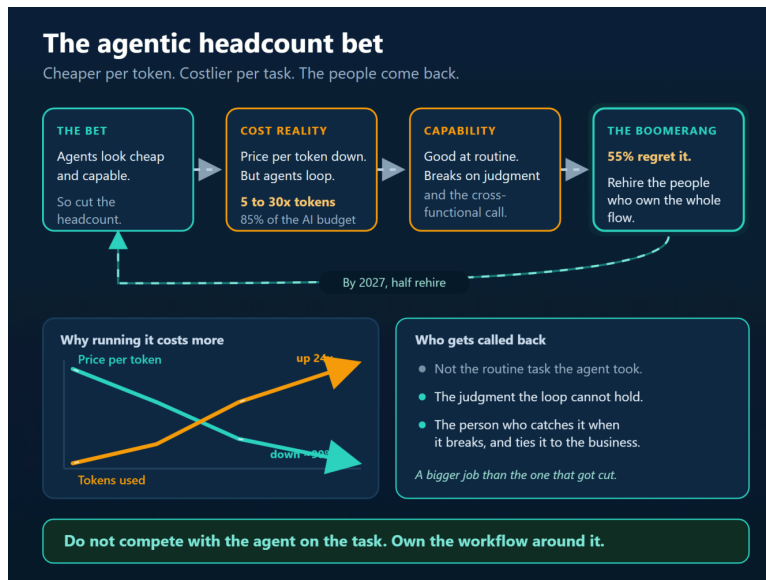 The agentic headcount bet
Cheaper per token. Costlier per task. The people come back.
THE BET
Agents look cheap
and capable.
So cut the
headcount.
COST REALITY
Price per token down.
But agents loop.
5 to 30x tokens
85% of the AI budget
CAPABILITY
Good at routine.
Breaks on judgment
and the cross-
functional call.
THE BOOMERANG
55% regret it.
Rehire the people
who own the whole
flow.
By 2027, half rehire
Why running it costs more
Price per token
up 24x
down ~90%
Tokens used
Who gets called back
Not the routine task the agent took.
The judgment the loop cannot hold.
The person who catches it when
it breaks, and ties it to the business.
A bigger job than the one that got cut.
Do not compete with the agent on the task. Own the workflow around it.